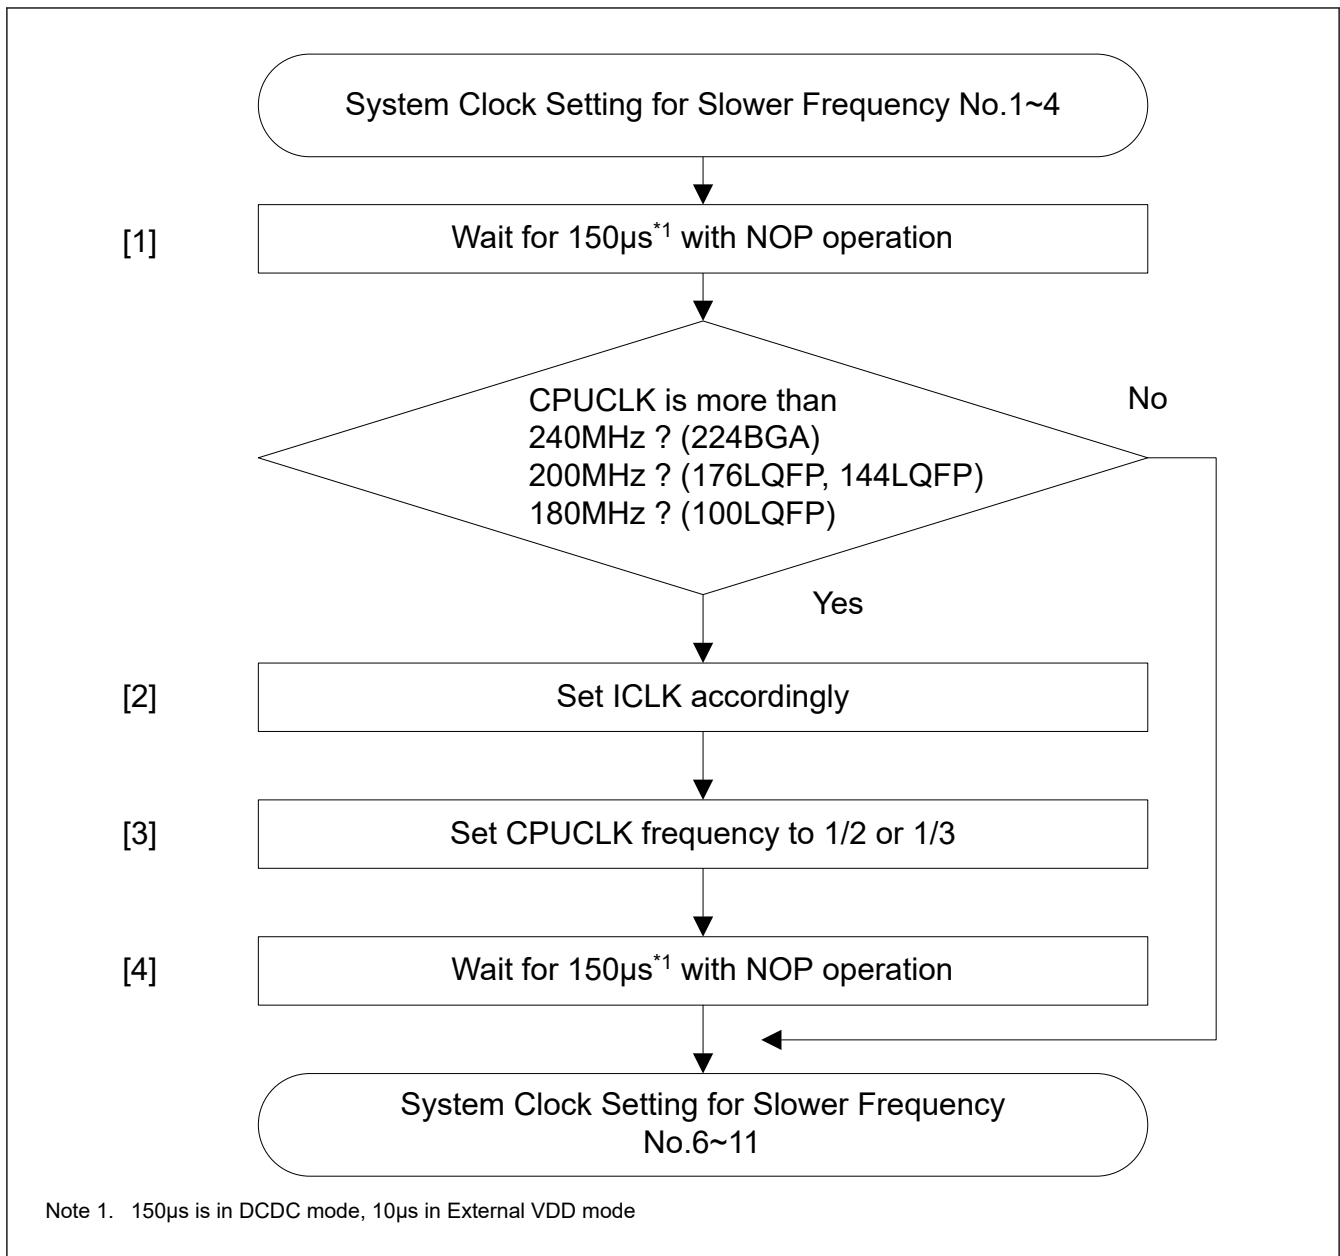 System Clock Setting for Slower Frequency No.1~4
[1]
Wait for 150µs*1 with NOP operation
CPUCLK is more than
240MHz ? (224BGA)
200MHz ? (176LQFP, 144LQFP)
180MHz ? (100LQFP)
No
Yes
[2]
Set ICLK accordingly
[3]
Set CPUCLK frequency to 1/2 or 1/3
[4]
Wait for 150µs*1 with NOP operation
System Clock Setting for Slower Frequency
No.6~11
Note 1. 150µs is in DCDC mode, 10µs in External VDD mode